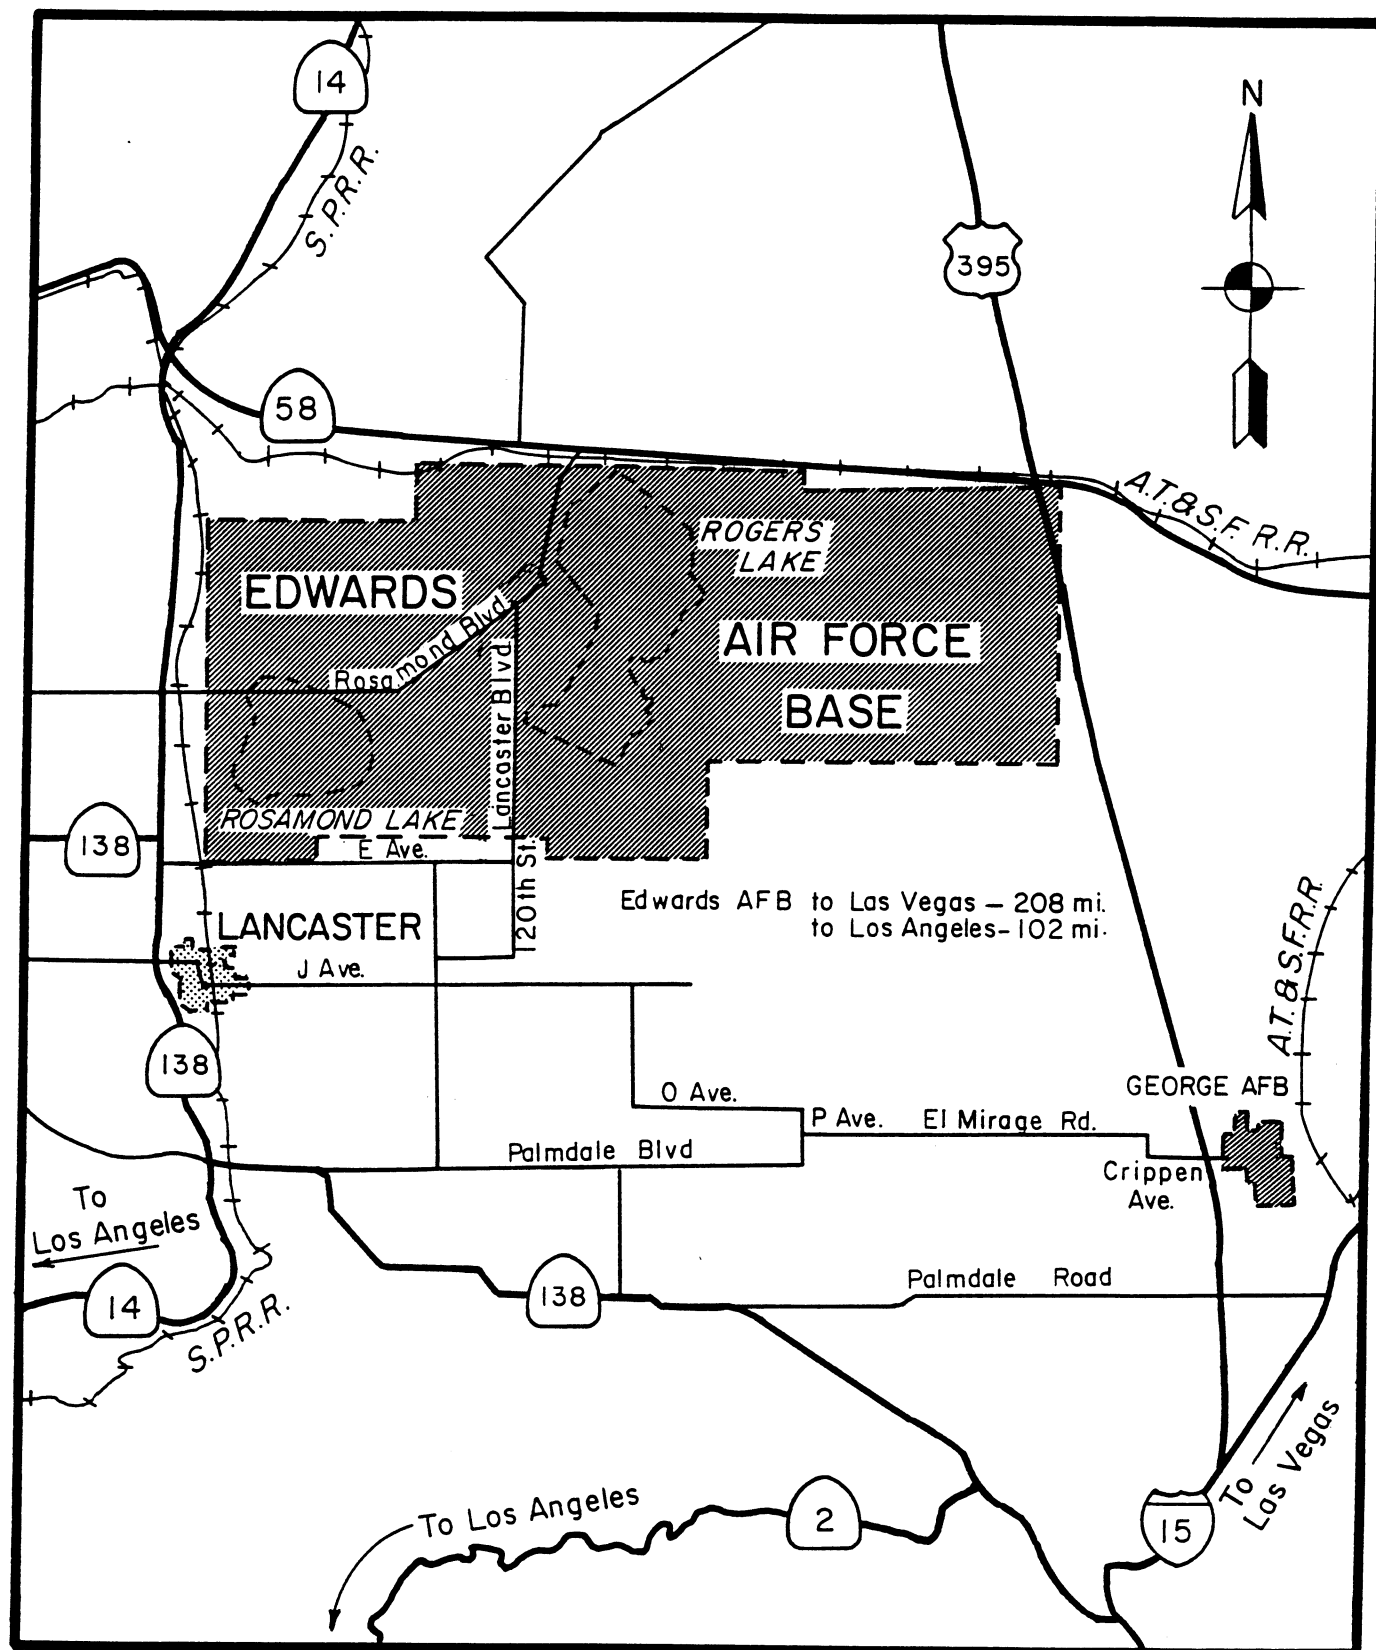 14
N
S.P.R.R.
395
58
A.T.&S.F. R.R.
ROGERS
LAKE
EDWARDS
AIR FORCE
BASE
Rosamond Blvd
Lancaster Blvd
ROSAMOND LAKE
138
E Ave.
120th St.
Edwards AFB to Las Vegas – 208 mi.
to Los Angeles–102 mi.
LANCASTER
J Ave.
A.T.&S.F.R.R.
138
GEORGE AFB
O Ave.
P Ave. El Mirage Rd.
Palmdale Blvd
Crippen
Ave.
To
Los Angeles
14
S.P.R.R.
138
Palmdale Road
To Los Angeles
2
15
To
Las Vegas